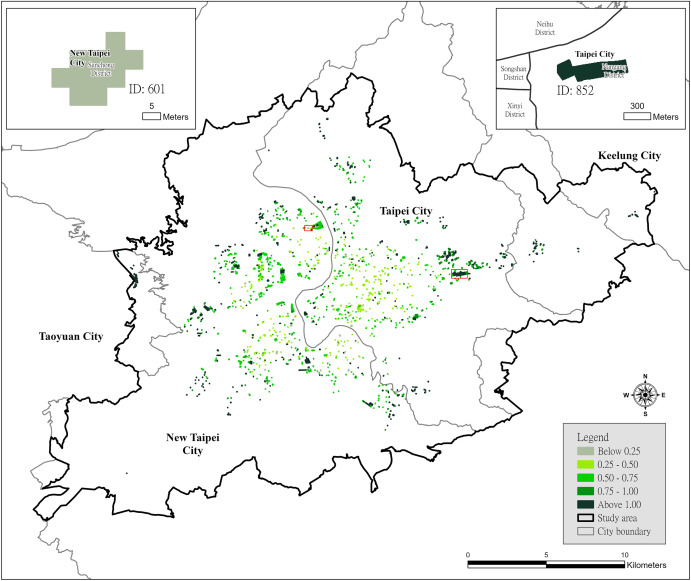 New Taipei
City
Sanchong
District
ID: 601
5
Meters
Neihu
District
Taipei City
Songshan
District
Nangang
District
ID: 852
Xinyi
District
300
Meters
Keelung City
Taipei City
Taoyuan City
New Taipei
City
N
W
E
S
Legend
Below 0.25
0.25 - 0.50
0.50 - 0.75
0.75 - 1.00
Above 1.00
Study area
City boundary
0
5
10
Kilometers